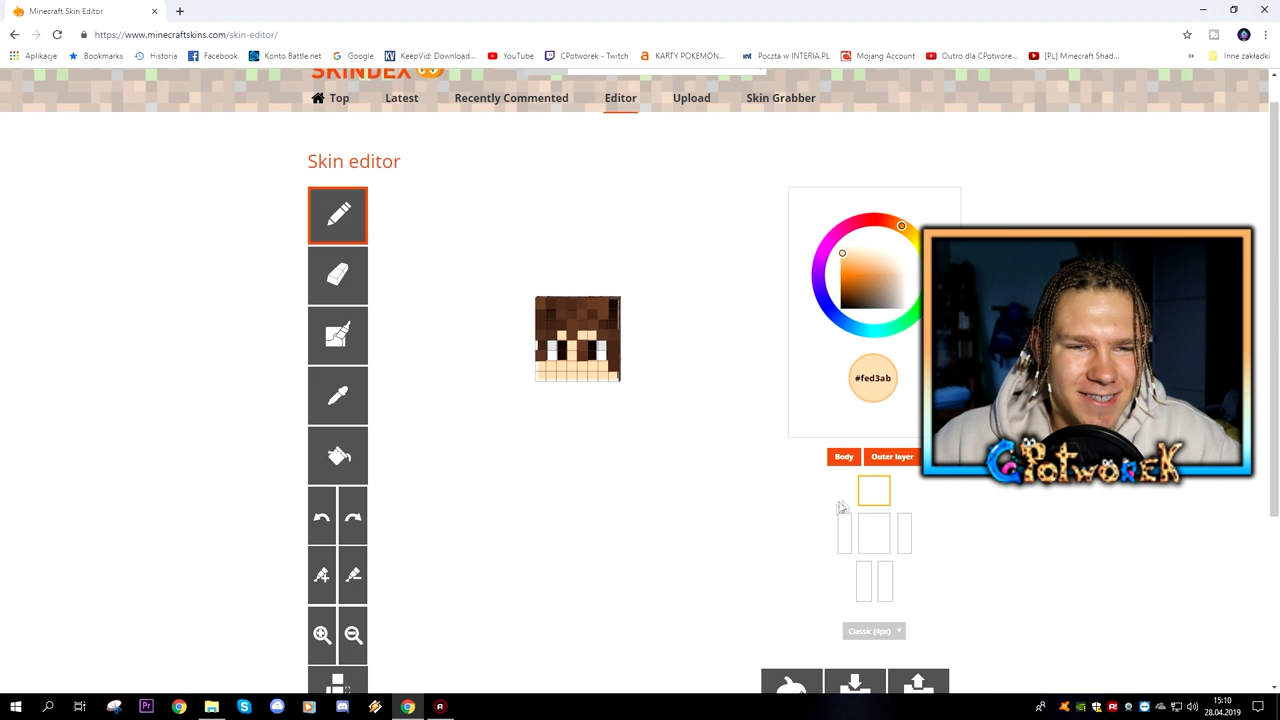 Minecraft Skin Editor
https://www.minecraftskins.com/skin-editor/
Aplikacje Bookmarks Historia Facebook Konto Battle.net Google KeepVid: Download... YouTube CPotworek - Twitch KARTY POKEMON... Poczta w INTERIA.PL Mojang Account Outro dla CPotwore... [PL] Minecraft Shad... » Inne zakładki
SKINDEX
Top Latest Recently Commented Editor Upload Skin Grabber
Skin editor
#fed3ab
CPotworeK
Body Outer layer
Classic (4px)
15:10
28.04.2019